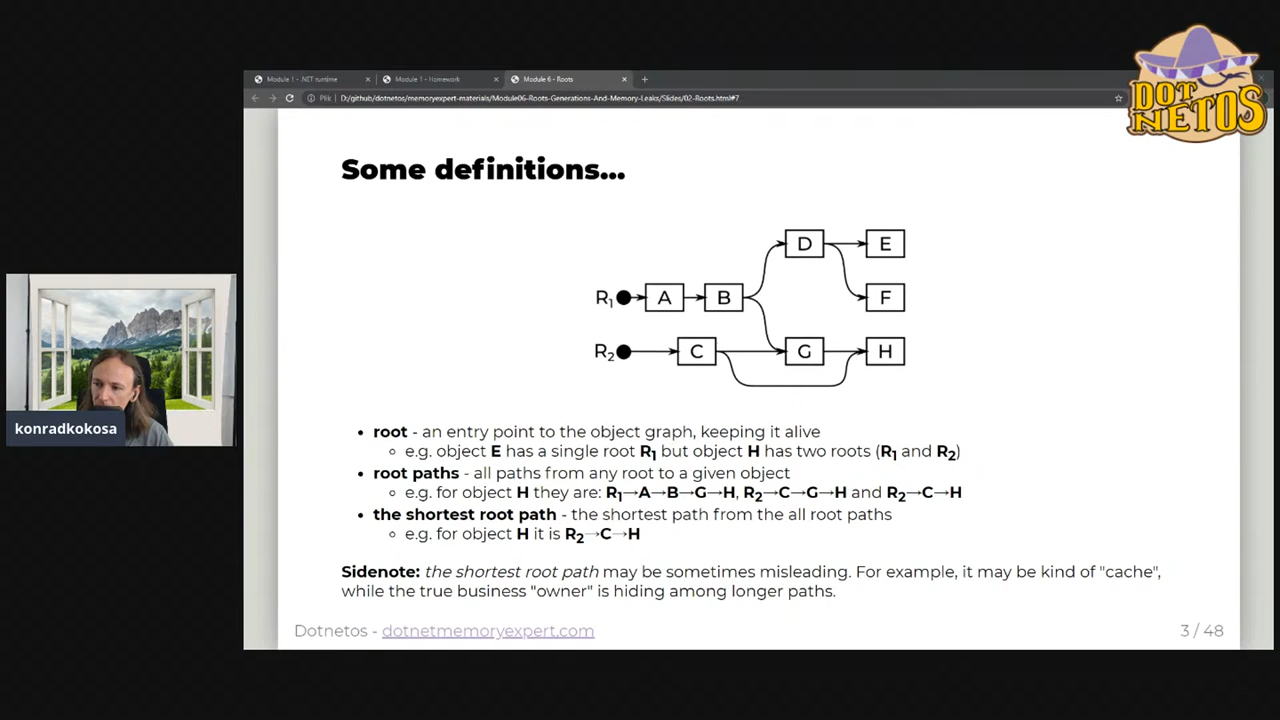 Module 1 - .NET runtime
Module 1 - Homework
Module 6 - Roots
Plik
D:/github/dotnetos/memoryexpert-materials/Module06-Roots-Generations-And-Memory-Leaks/Slides/02-Roots.html#7
DOT
NETOS
Some definitions...
D
E
R1
A
B
F
R2
C
G
H
konradkokosa
• root - an entry point to the object graph, keeping it alive
○ e.g. object E has a single root R1 but object H has two roots (R1 and R2)
• root paths - all paths from any root to a given object
○ e.g. for object H they are: R1→A→B→G→H, R2→C→G→H and R2→C→H
• the shortest root path - the shortest path from the all root paths
○ e.g. for object H it is R2→C→H
Sidenote: the shortest root path may be sometimes misleading. For example, it may be kind of "cache",
while the true business "owner" is hiding among longer paths.
Dotnetos - dotnetmemoryexpert.com
3 / 48